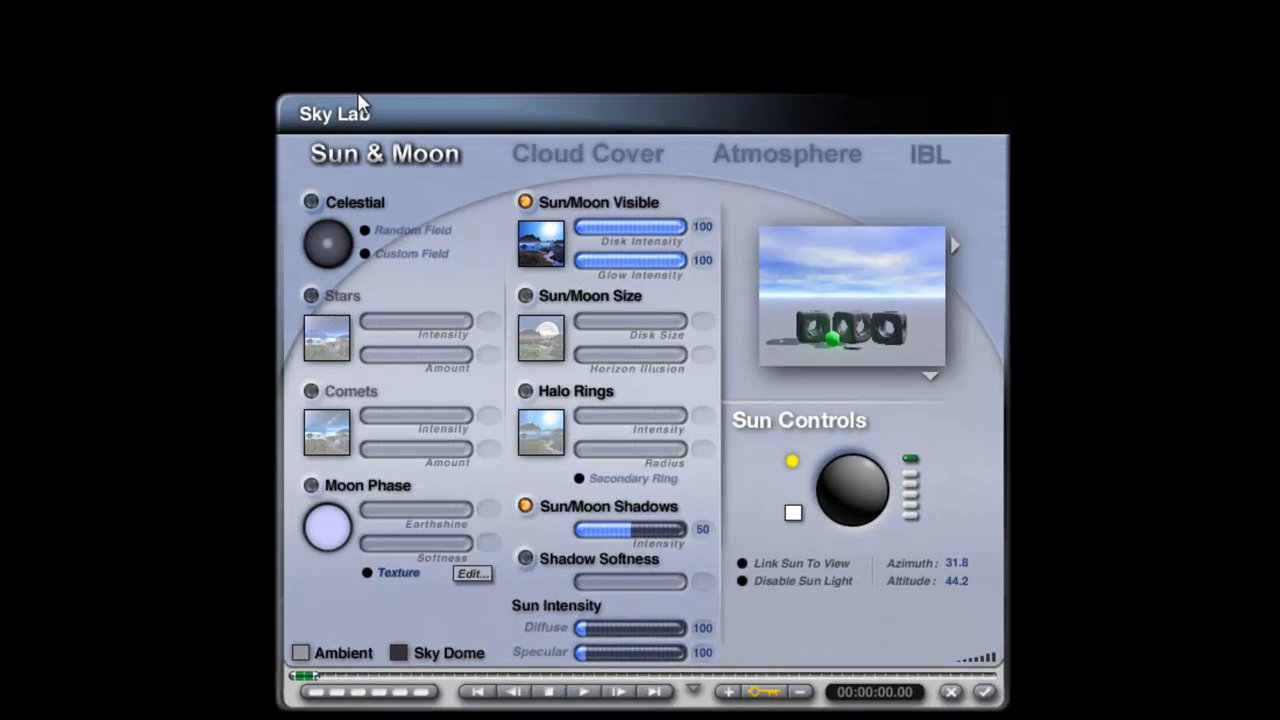 Sky Lab
Sun & Moon Cloud Cover Atmosphere IBL
Celestial
Random Field
Custom Field
Stars
Intensity
Amount
Comets
Intensity
Amount
Moon Phase
Earthshine
Softness
Texture Edit...
Ambient Sky Dome
Sun/Moon Visible
100
Disk Intensity
100
Glow Intensity
Sun/Moon Size
Disk Size
Horizon Illusion
Halo Rings
Intensity
Radius
Secondary Ring
Sun/Moon Shadows
50
Intensity
Shadow Softness
Sun Intensity
Diffuse 100
Specular 100
Sun Controls
Link Sun To View Azimuth: 31.8
Disable Sun Light Altitude: 44.2
00:00:00.00